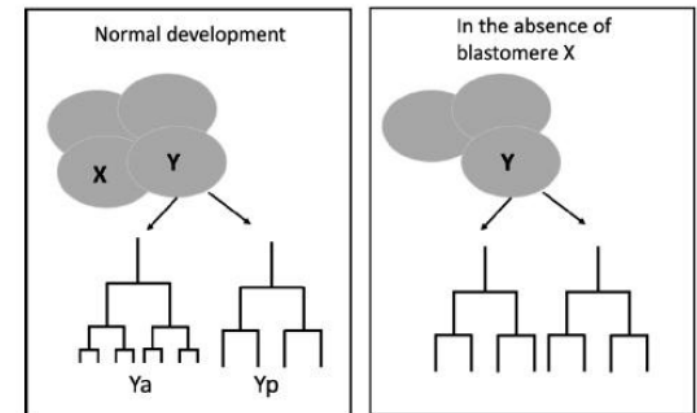 Normal development
X
Y
Ya
Yp
In the absence of
blastomere X
Y